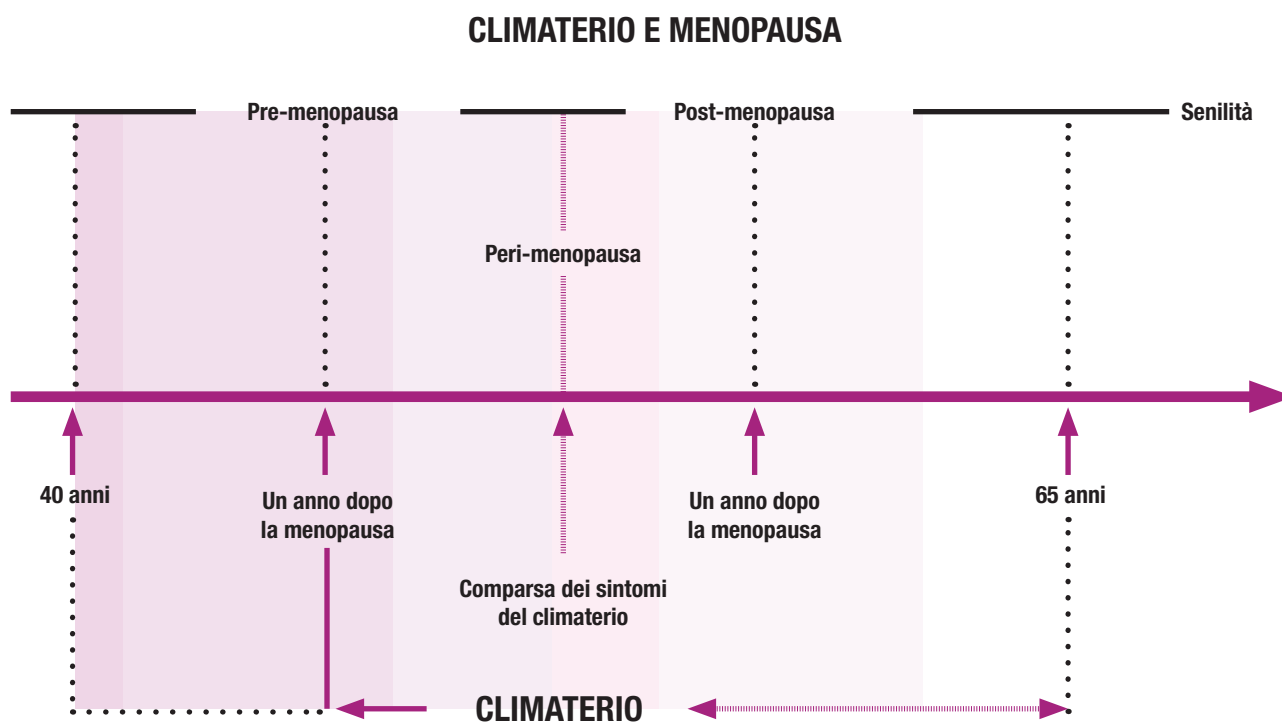 CLIMATERIO E MENOPAUSA
Pre-menopausa
Post-menopausa
Senilità
Peri-menopausa
40 anni
Un anno dopo
la menopausa
Un anno dopo
la menopausa
65 anni
Comparsa dei sintomi
del climaterio
CLIMATERIO